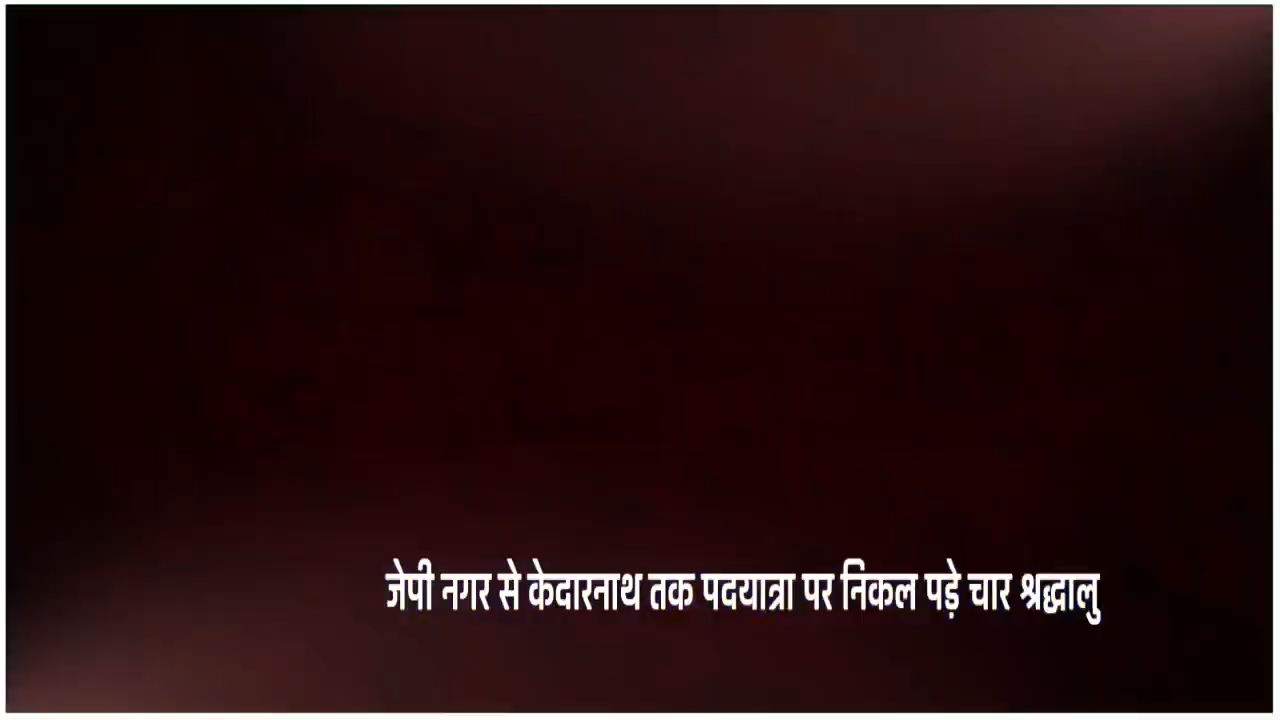 जेपी नगर से केदारनाथ तक पदयात्रा पर निकल पड़े चार श्रद्धालु